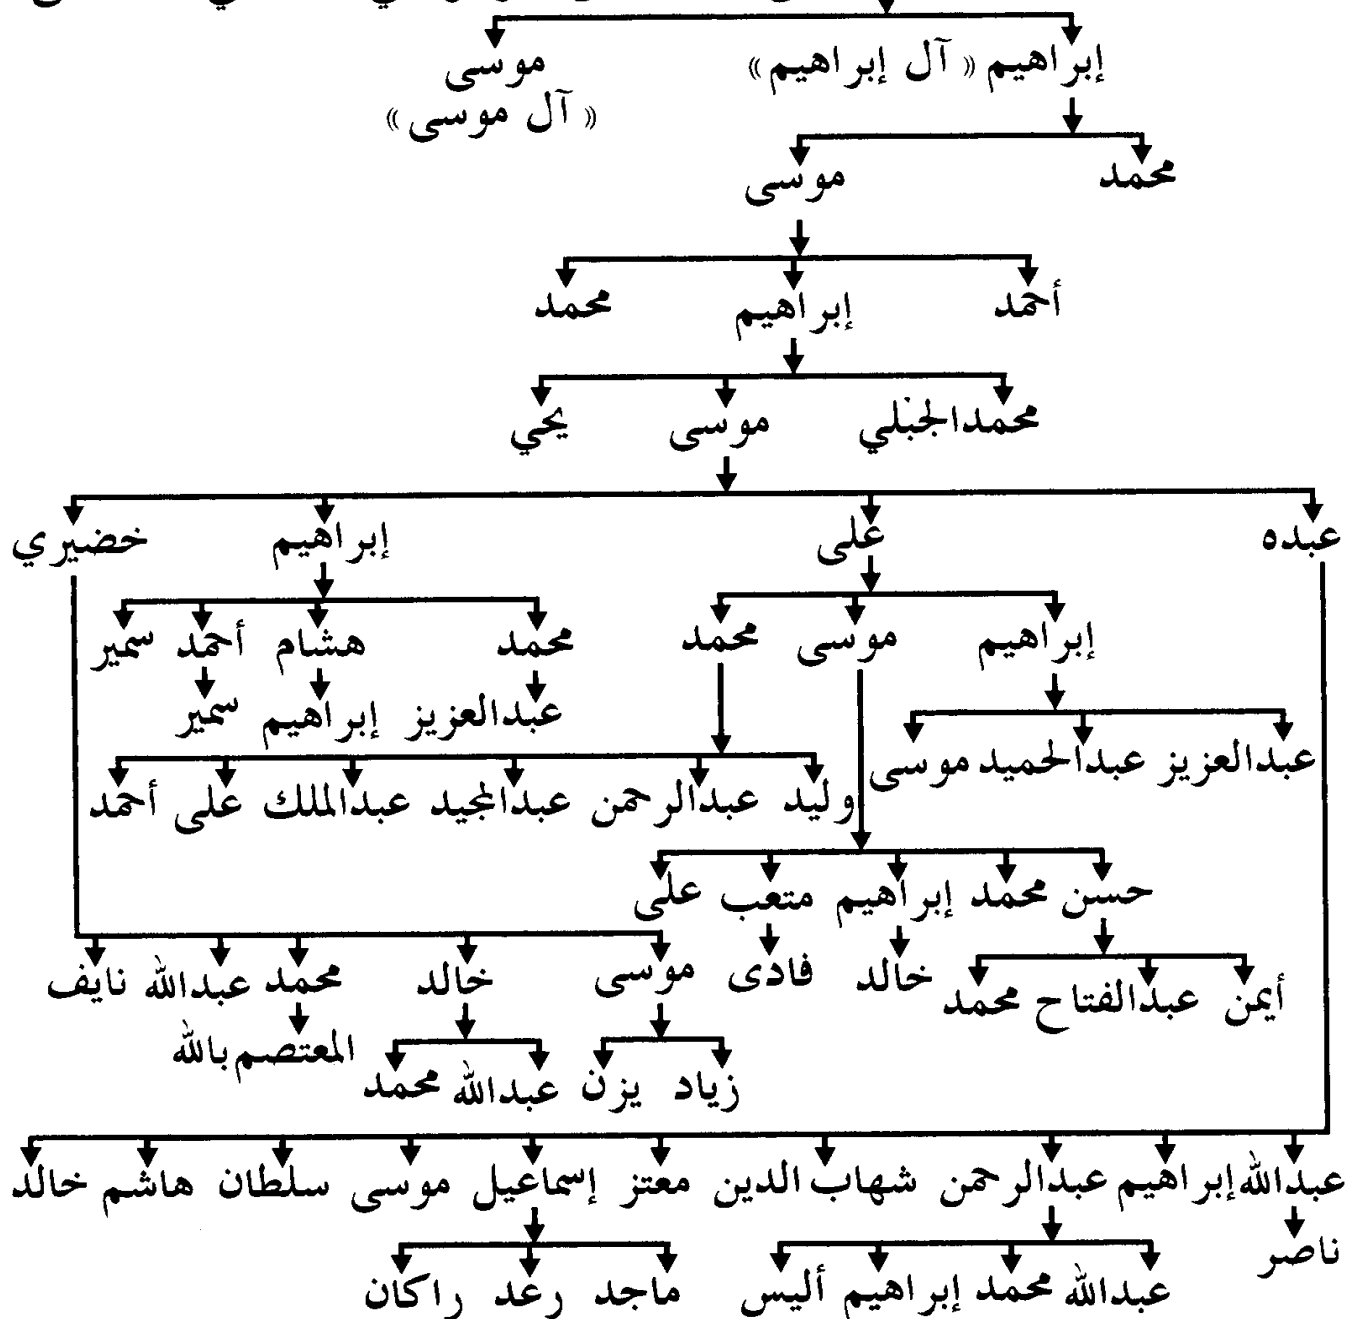 إبراهيم « آل إبراهيم » موسى
« آل موسى »
محمد موسى
أحمد إبراهيم محمد
محمدالجبْلي موسى يحي
عبده على إبراهيم خضيري
إبراهيم موسى محمد محمد هشام أحمد سمير
عبدالعزيز إبراهيم سمير
عبدالعزيز عبدالحميد موسى
وليد عبدالرحمن عبدالمجيد عبدالملك على أحمد
حسن محمد إبراهيم متعب على
أيمن عبدالفتاح محمد خالد فادى
موسى خالد محمد عبدالله نايف
زياد يزن عبدالله محمد المعتصم بالله
عبدالله إبراهيم عبدالرحمن شهاب الدين معتز إسماعيل موسى سلطان هاشم خالد
ناصر
عبدالله محمد إبراهيم أليس ماجد رعد راكان